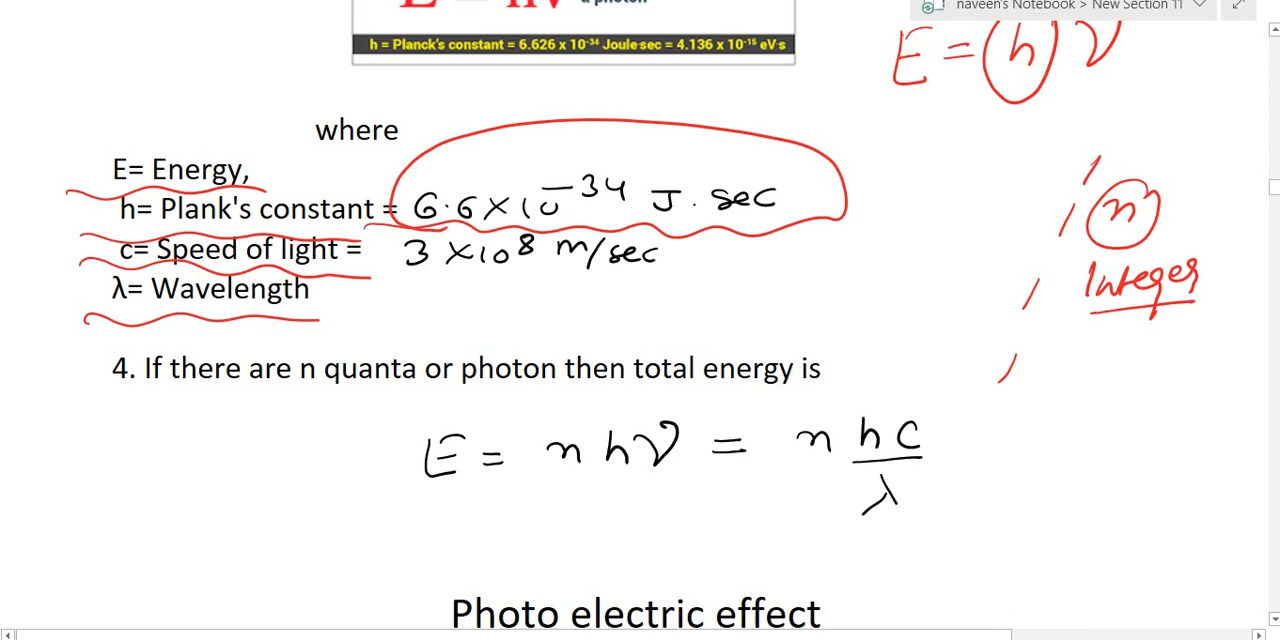 naveen's Notebook > New Section 11
E = hν
a photon
h = Planck's constant = 6.626 x 10⁻³⁴ Joule·sec = 4.136 x 10⁻¹⁵ eV·s
E = (h) ν
where
E= Energy,
h= Plank's constant = 6.6 × 10⁻³⁴ J. sec
c= Speed of light = 3 × 10⁸ m/sec
λ= Wavelength
n
Integer
4. If there are n quanta or photon then total energy is
E = n h ν = n hc/λ
Photo electric effect